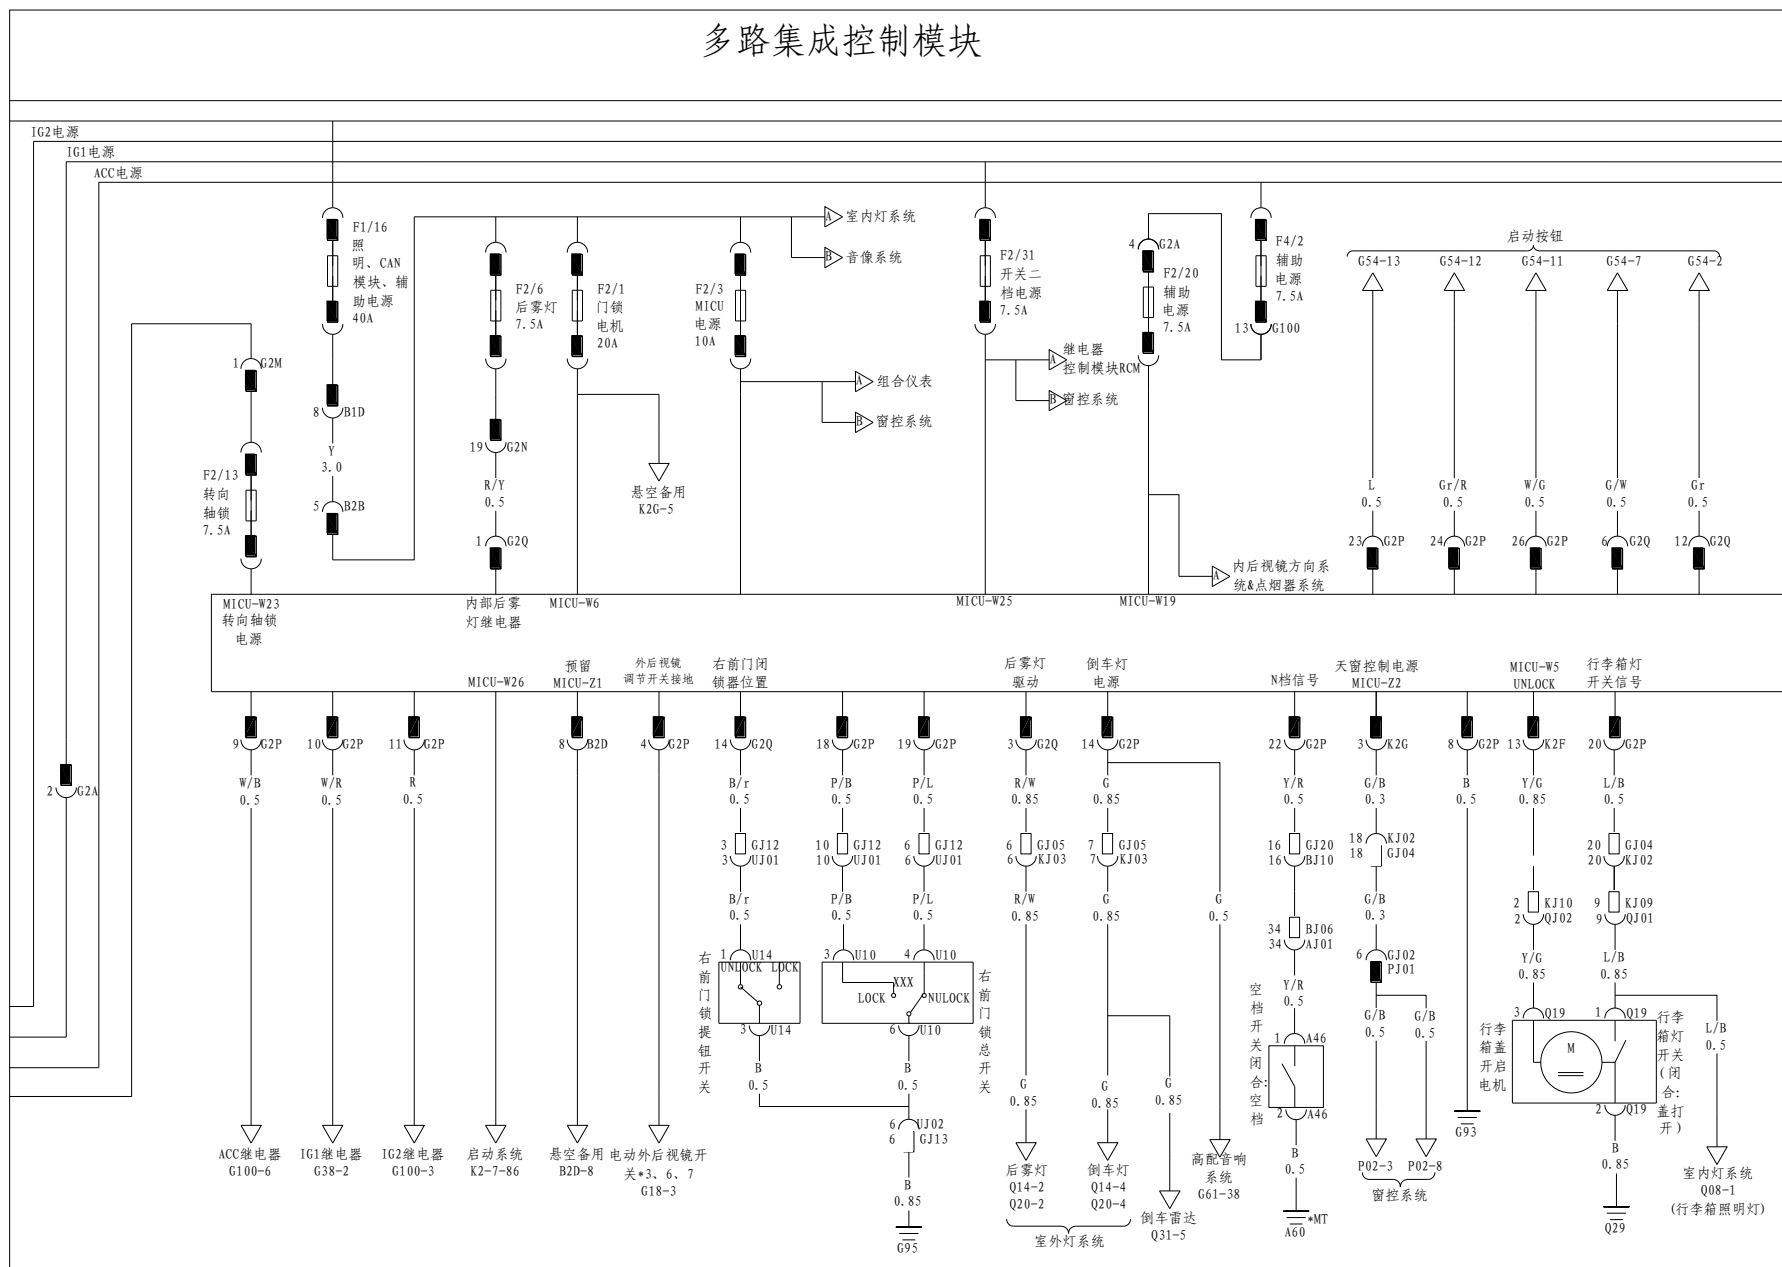 多路集成控制模块
IG2电源
IG1电源
ACC电源
F1/16
照
明、CAN
模块、辅
助电源
40A
F2/6
后雾灯
7.5A
F2/1
门锁
电机
20A
F2/3
MICU
电源
10A
A 室内灯系统
B 音像系统
F2/31
开关二
档电源
7.5A
4 G2A
F2/20
辅助
电源
7.5A
F4/2
辅助
电源
7.5A
13 G100
启动按钮
G54-13 G54-12 G54-11 G54-7 G54-2
1 G2M
8 B1D
Y
3.0
5 B2B
F2/13
转向
轴锁
7.5A
19 G2N
R/Y
0.5
1 G2Q
悬空备用
K2G-5
A 组合仪表
B 窗控系统
A 继电器
控制模块RCM
B 窗控系统
A 内后视镜方向系
统&点烟器系统
L Gr/R W/G G/W Gr
0.5 0.5 0.5 0.5 0.5
23 G2P 24 G2P 26 G2P 6 G2Q 12 G2Q
MICU-W23
转向轴锁
电源
内部后雾
灯继电器
MICU-W6
MICU-W25
MICU-W19
MICU-W26
预留
MICU-Z1
外后视镜
调节开关接地
右前门闭
锁器位置
后雾灯
驱动
倒车灯
电源
N档信号
天窗控制电源
MICU-Z2
MICU-W5
UNLOCK
行李箱灯
开关信号
9 G2P 10 G2P 11 G2P 8 B2D 4 G2P 14 G2Q 18 G2P 19 G2P 3 G2Q 14 G2P 22 G2P 3 K2G 8 G2P 13 K2F 20 G2P
2 G2A
W/B W/R R B/r P/B P/L R/W G Y/R G/B B Y/G L/B
0.5 0.5 0.5 0.5 0.5 0.5 0.85 0.85 0.5 0.3 0.5 0.85 0.5
3 GJ12 10 GJ12 6 GJ12 6 GJ05 7 GJ05 16 GJ20 18 KJ02 20 GJ04
3 UJ01 10 UJ01 6 UJ01 6 KJ03 7 KJ03 16 BJ10 18 GJ04 20 KJ02
B/r P/B P/L R/W G G G/B
0.5 0.5 0.5 0.85 0.85 0.5 0.3
2 KJ10 9 KJ09
2 QJ02 9 QJ01
34 BJ06
34 AJ01
6 GJ02
PJ01
1 U14 3 U10 4 U10
UNLOCK LOCK
XXX
LOCK NULOCK
3 U14 6 U10
右前门锁提钮开关
右前门锁总开关
B B
0.5 0.5
6 UJ02
6 GJ13
B
0.85
G95
Y/R
0.5
空档开关闭合:空档
1 A46
2 A46
B
0.5
*MT
A60
G/B G/B
0.5 0.5
P02-3 P02-8
窗控系统
G93
Y/G L/B
0.85 0.85
3 Q19 1 Q19
M
行李
箱盖
开启
电机
行李
箱灯
开关
(闭
合:
盖打
开)
L/B
0.5
2 Q19
B
0.85
Q29
室内灯系统
Q08-1
(行李箱照明灯)
ACC继电器
G100-6
IG1继电器
G38-2
IG2继电器
G100-3
启动系统
K2-7-86
悬空备用
B2D-8
电动外后视镜开
关*3、6、7
G18-3
G G G
0.85 0.85 0.85
后雾灯
Q14-2
Q20-2
倒车灯
Q14-4
Q20-4
室外灯系统
倒车雷达
Q31-5
高配音响
系统
G61-38